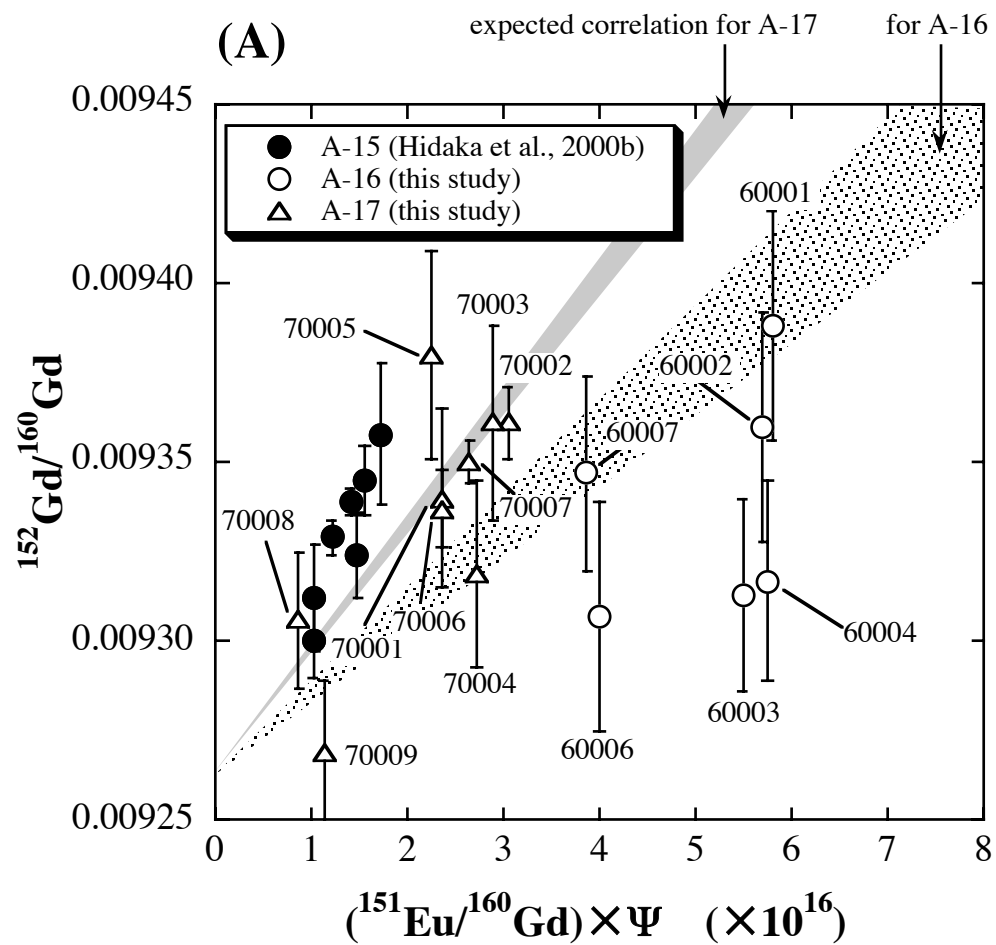 (A)
expected correlation for A-17
for A-16
0.00945
0.00940
0.00935
0.00930
0.00925
A-15 (Hidaka et al., 2000b)
A-16 (this study)
A-17 (this study)
60001
70003
70005
70002
60002
60007
70008
70007
70006
70001
60004
70004
60003
70009
60006
¹⁵²Gd/¹⁶⁰Gd
0 1 2 3 4 5 6 7 8
(¹⁵¹Eu/¹⁶⁰Gd)×Ψ (×10¹⁶)